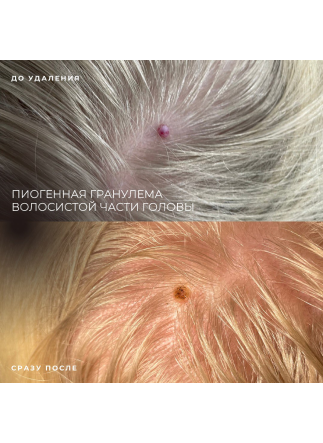 ДО УДАЛЕНИЯ
ПИОГЕННАЯ ГРАНУЛЕМА
ВОЛОСИСТОЙ ЧАСТИ ГОЛОВЫ
СРАЗУ ПОСЛЕ